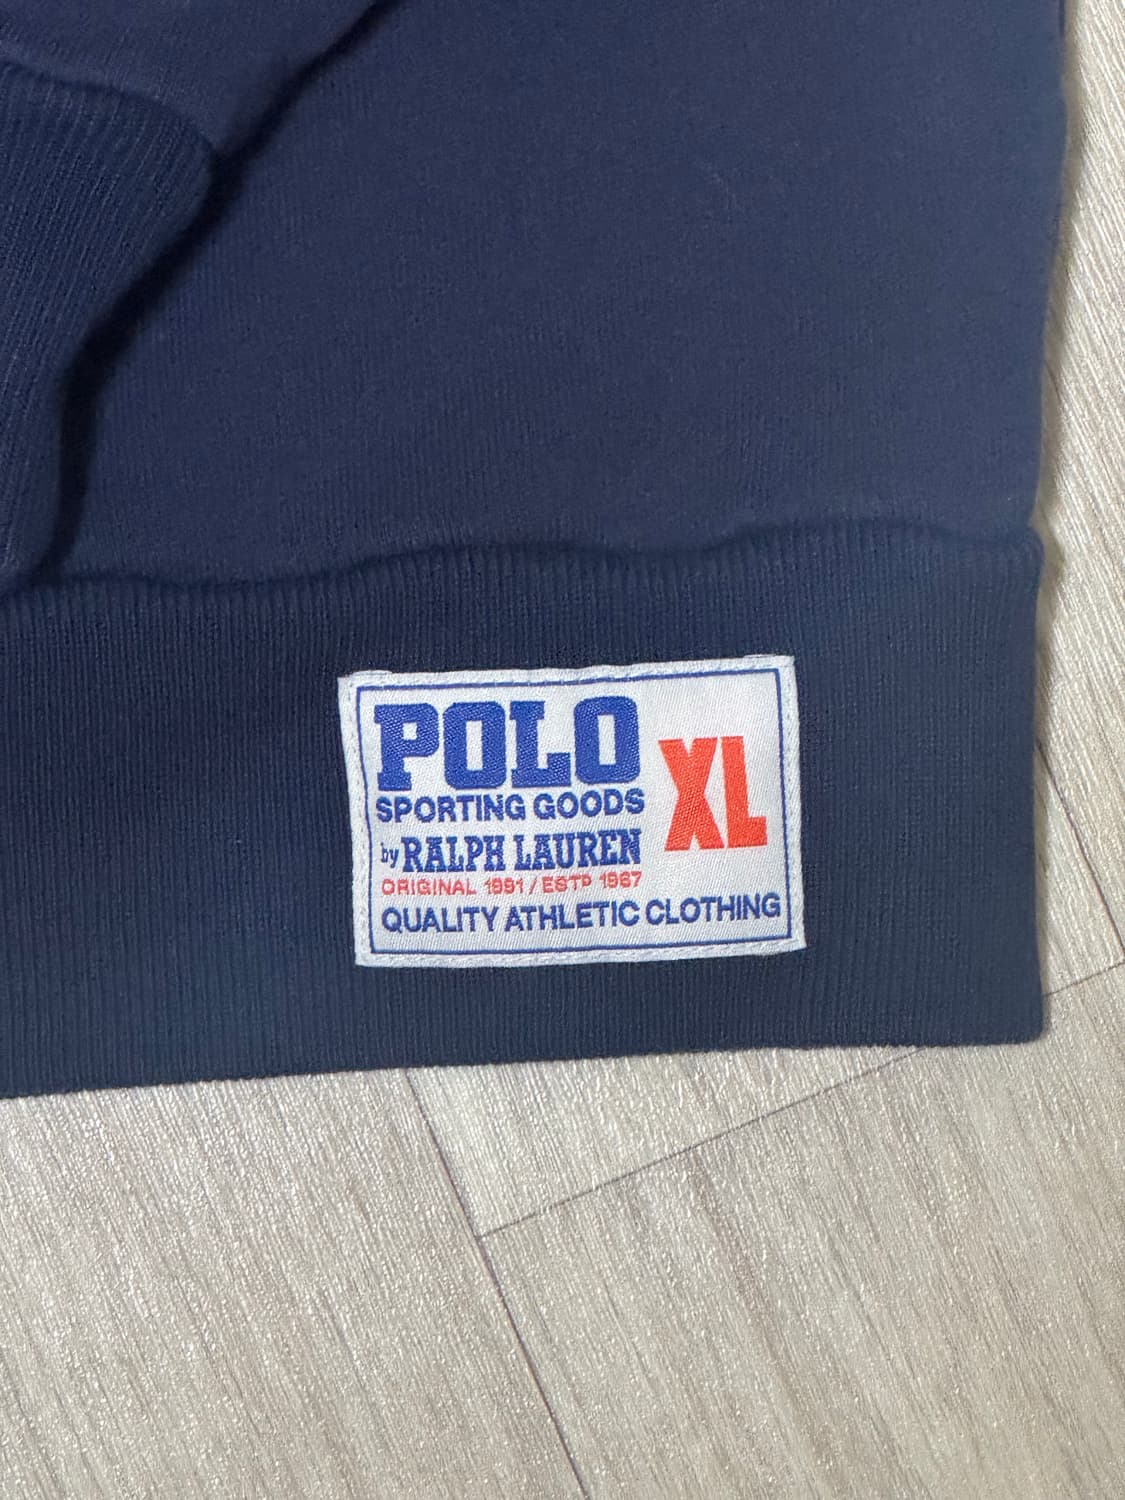 POLO
SPORTING GOODS
by RALPH LAUREN
ORIGINAL 1991 / ESTD 1967
QUALITY ATHLETIC CLOTHING
XL